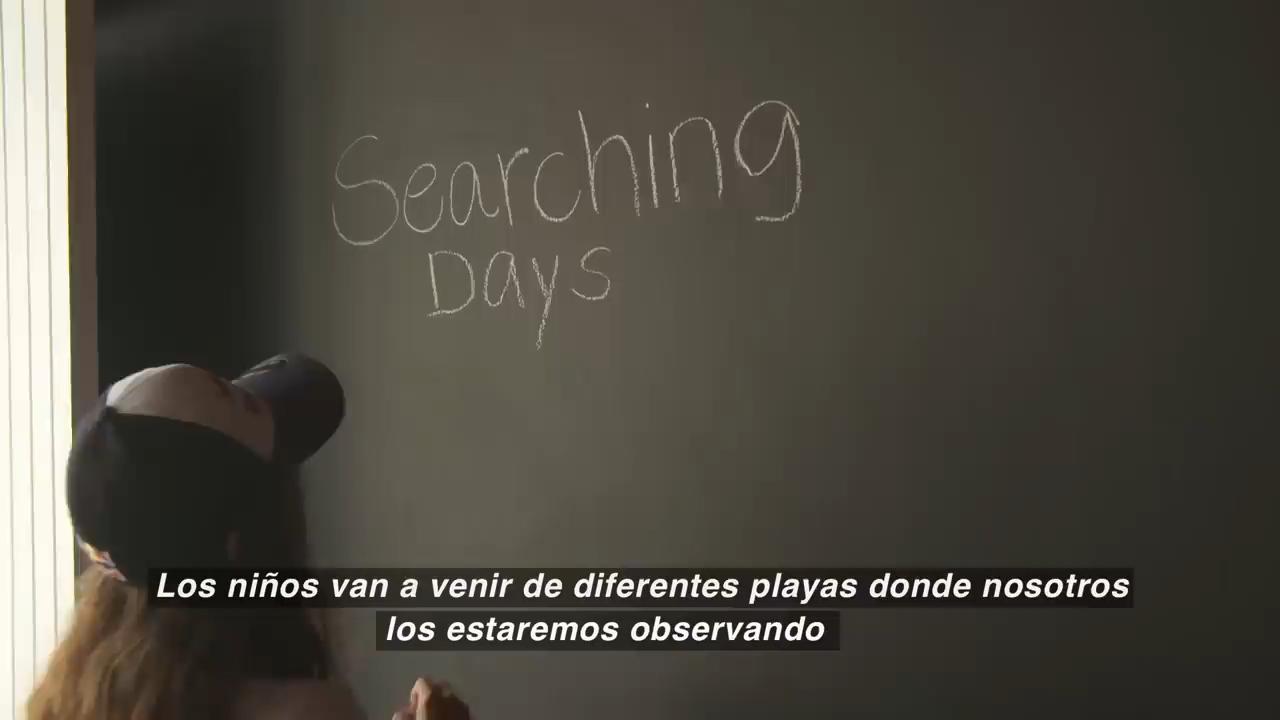 Searching
Days
Los niños van a venir de diferentes playas donde nosotros
los estaremos observando